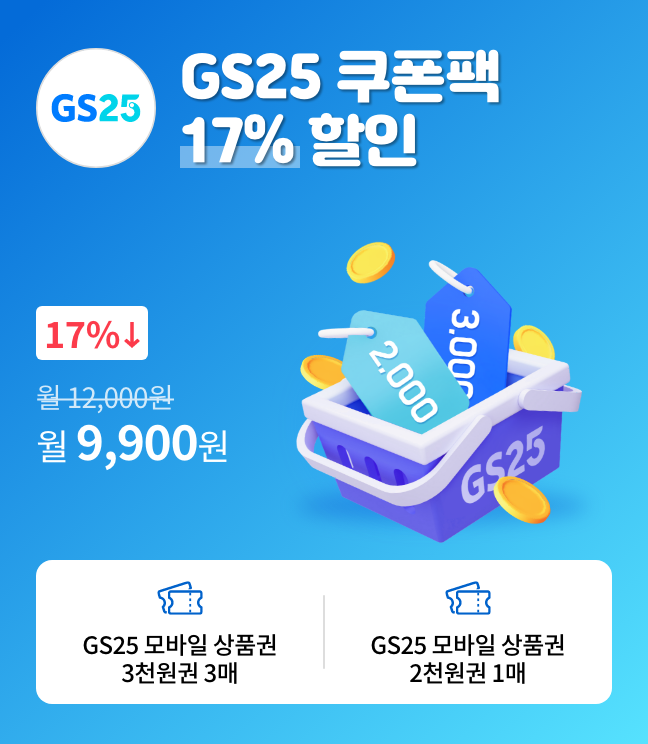 GS25
GS25 쿠폰팩
17% 할인
17%↓
월 12,000원
월 9,900원
3.000
2.000
GS25
GS25 모바일 상품권
3천원권 3매
GS25 모바일 상품권
2천원권 1매